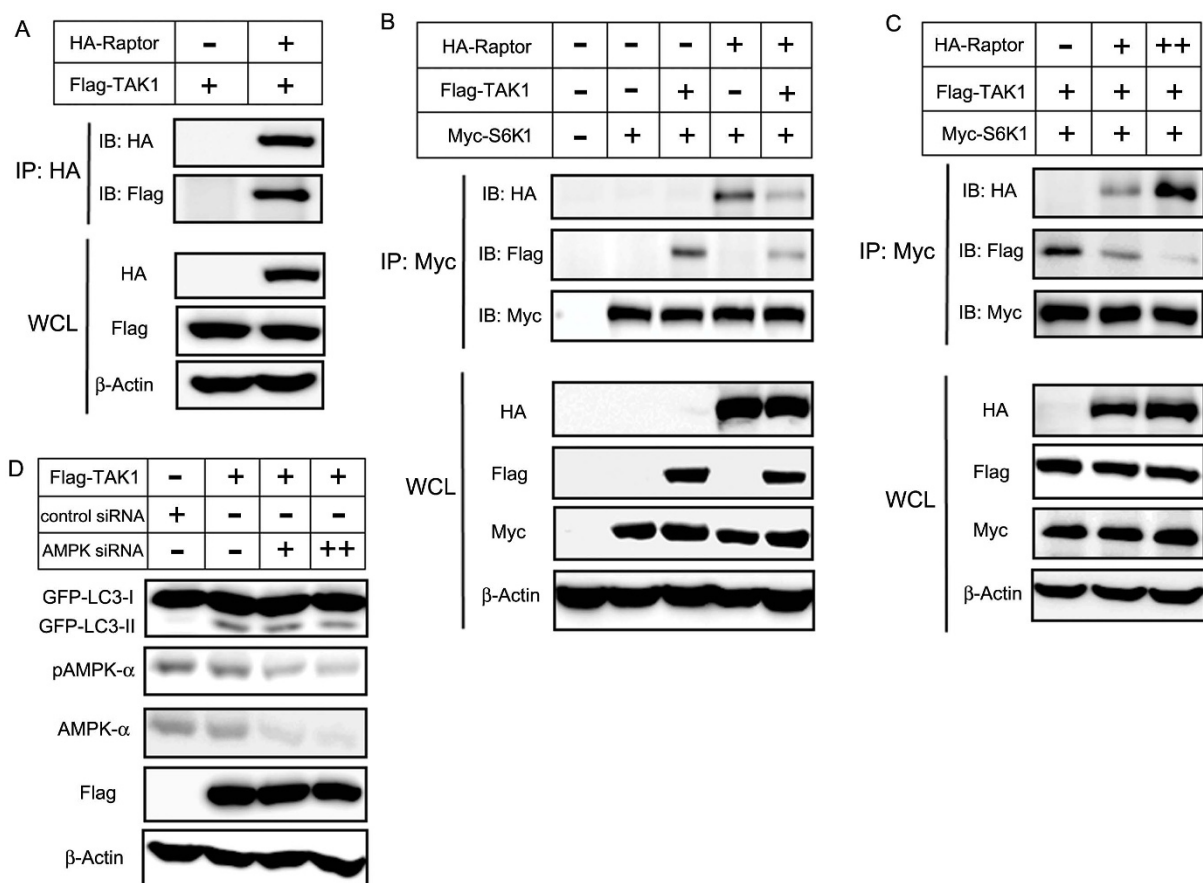 A
HA-Raptor - +
Flag-TAK1 + +
IP: HA
IB: HA
IB: Flag
WCL
HA
Flag
β-Actin
B
HA-Raptor - - - + +
Flag-TAK1 - - + - +
Myc-S6K1 - + + + +
IP: Myc
IB: HA
IB: Flag
IB: Myc
WCL
HA
Flag
Myc
β-Actin
C
HA-Raptor - + ++
Flag-TAK1 + + +
Myc-S6K1 + + +
IP: Myc
IB: HA
IB: Flag
IB: Myc
WCL
HA
Flag
Myc
β-Actin
D
Flag-TAK1 - + + +
control siRNA + - - -
AMPK siRNA - - + ++
GFP-LC3-I
GFP-LC3-II
pAMPK-α
AMPK-α
Flag
β-Actin